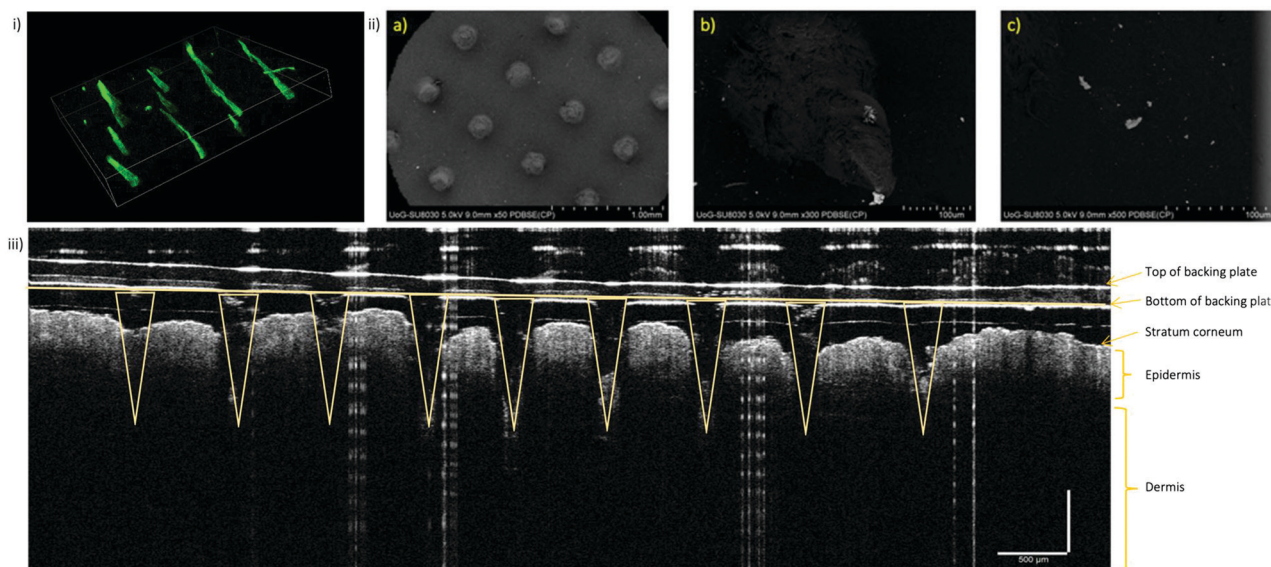 i)
ii)
a)
b)
c)
UoG-SU8030 5.0kV 9.0mm x50 PDBSE(CP)
1.00mm
UoG-SU8030 5.0kV 9.0mm x300 PDBSE(CP)
100um
UoG-SU8030 5.0kV 9.0mm x500 PDBSE(CP)
100um
iii)
Top of backing plate
Bottom of backing plat
Stratum corneum
Epidermis
Dermis
500 µm